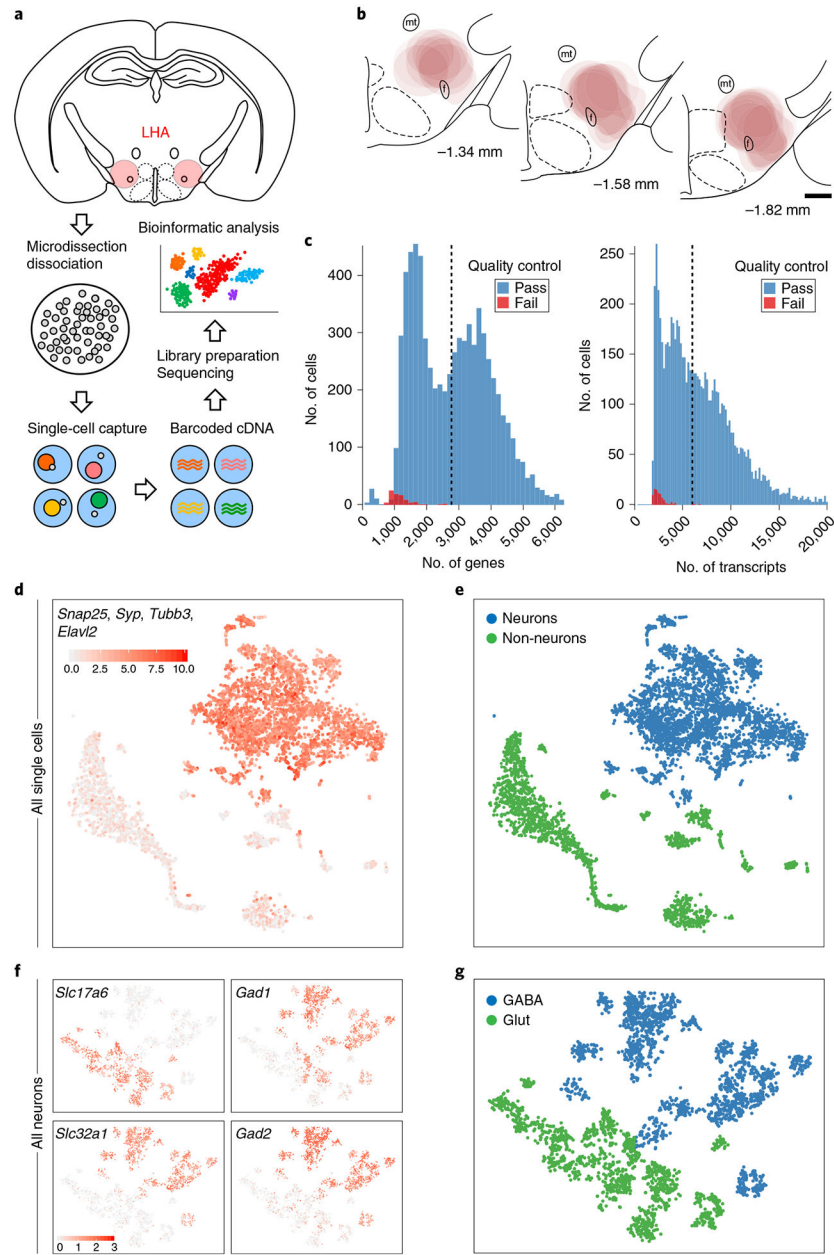 a
LHA
Microdissection
dissociation
Bioinformatic analysis
Library preparation
Sequencing
Single-cell capture
Barcoded cDNA
b
mt
f
–1.34 mm
mt
f
–1.58 mm
mt
f
–1.82 mm
c
Quality control
Pass
Fail
No. of cells
400
300
200
100
0
0
1,000
2,000
3,000
4,000
5,000
6,000
No. of genes
Quality control
Pass
Fail
No. of cells
250
200
150
100
50
0
0
5,000
10,000
15,000
20,000
No. of transcripts
d
All single cells
Snap25, Syp, Tubb3,
Elavl2
0.0 2.5 5.0 7.5 10.0
e
Neurons
Non-neurons
f
All neurons
Slc17a6
Gad1
Slc32a1
0 1 2 3
Gad2
g
GABA
Glut